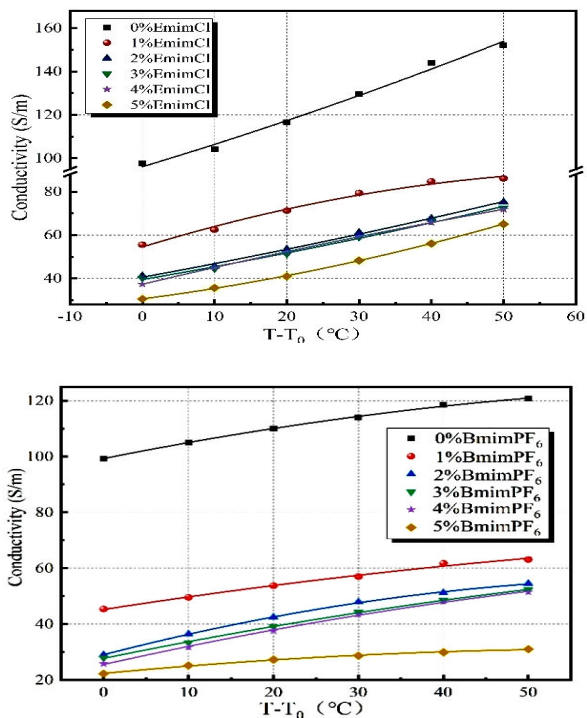 0%EmimCl
1%EmimCl
2%EmimCl
3%EmimCl
4%EmimCl
5%EmimCl
Conductivity (S/m)
160
140
120
100
80
60
40
-10 0 10 20 30 40 50 60
T-T₀ (°C)
0%BmimPF₆
1%BmimPF₆
2%BmimPF₆
3%BmimPF₆
4%BmimPF₆
5%BmimPF₆
Conductivity (S/m)
120
100
80
60
40
20
0 10 20 30 40 50
T-T₀ (°C)